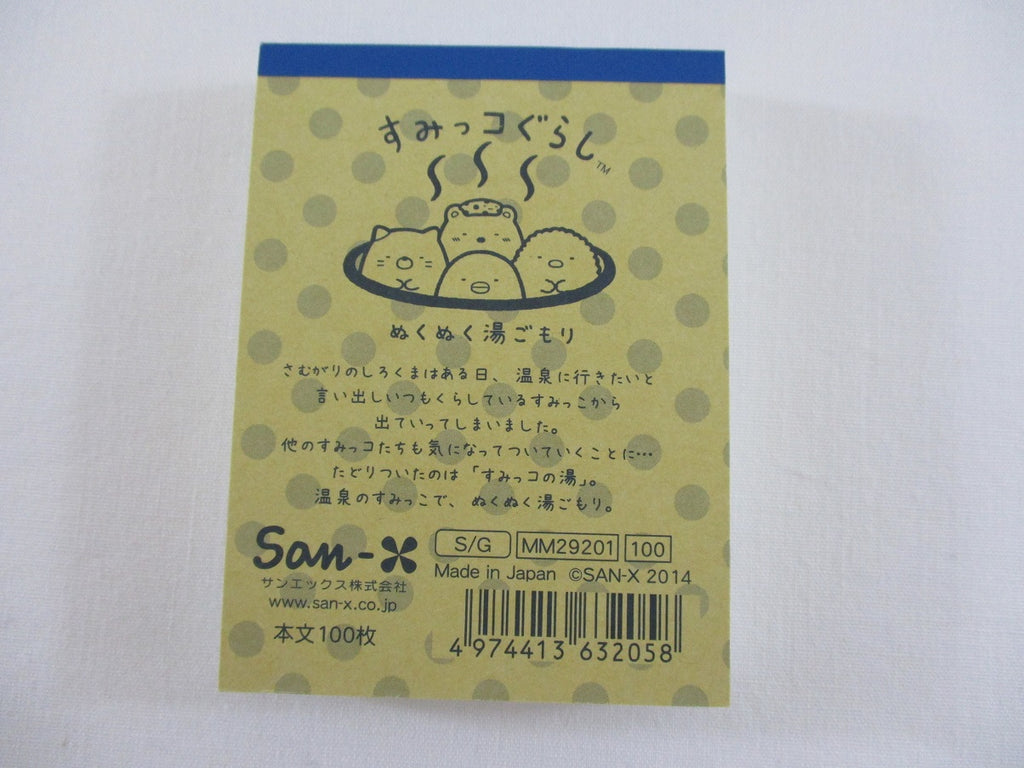 すみっコぐらし™
ぬくぬく湯ごもり
さむがりのしろくまはある日、温泉に行きたいと
言い出しいつもくらしているすみっこから
出ていってしまいました。
他のすみっコたちも気になってついていくことに…
たどりついたのは「すみっコの湯」。
温泉のすみっこで、ぬくぬく湯ごもり。
San-X
サンエックス株式会社
www.san-x.co.jp
本文100枚
S/G MM29201 100
Made in Japan ©SAN-X 2014
4 974413 632058